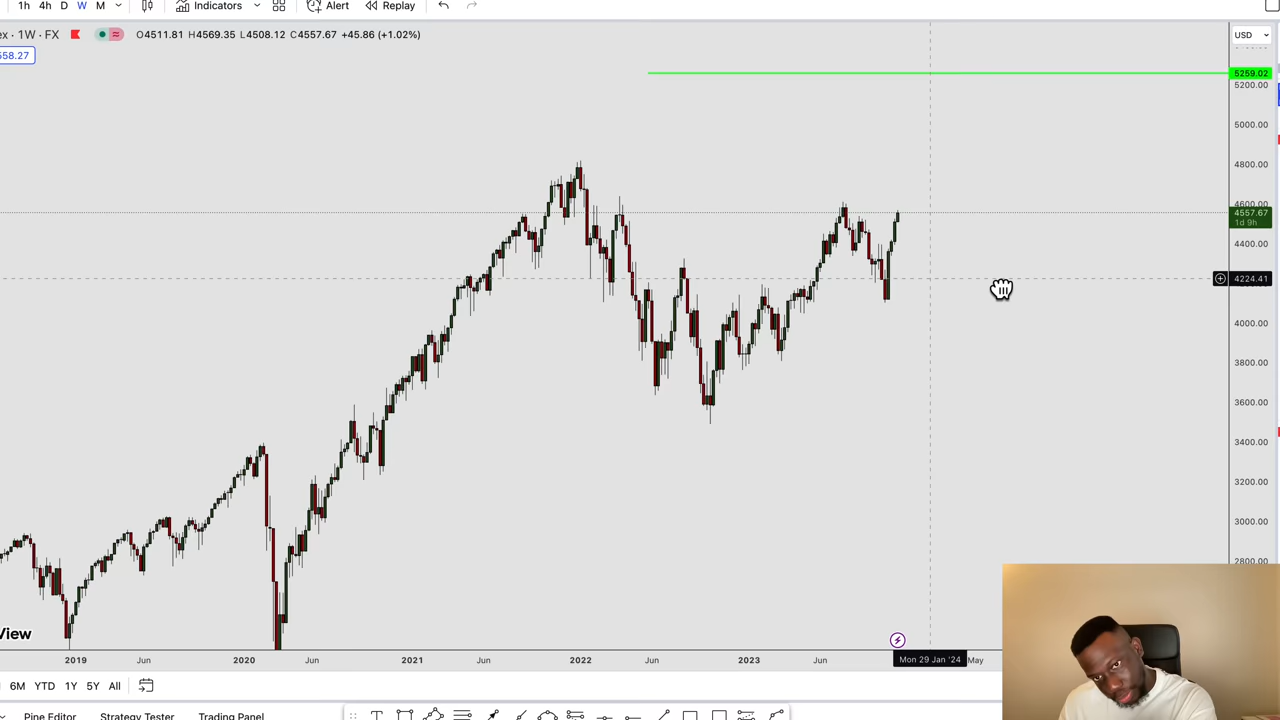 1h 4h D W M Indicators Alert Replay
ex · 1W · FX O4511.81 H4569.35 L4508.12 C4557.67 +45.86 (+1.02%) USD
558.27
5259.02
5200.00
5000.00
4800.00
4600.00
4557.67
1d 9h
4400.00
4224.41
4000.00
3800.00
3600.00
3400.00
3200.00
3000.00
2800.00
View
2019 Jun 2020 Jun 2021 Jun 2022 Jun 2023 Jun Mon 29 Jan '24 May
6M YTD 1Y 5Y All
Pine Editor Strategy Tester Trading Panel